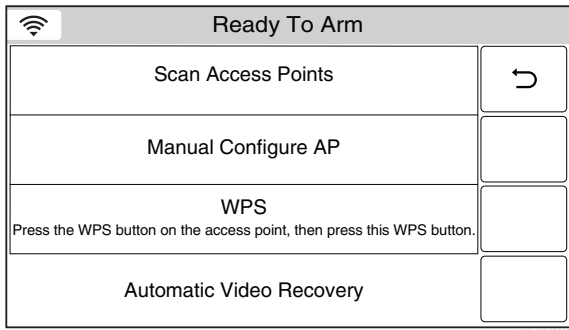 Ready To Arm
Scan Access Points
Manual Configure AP
WPS
Press the WPS button on the access point, then press this WPS button.
Automatic Video Recovery